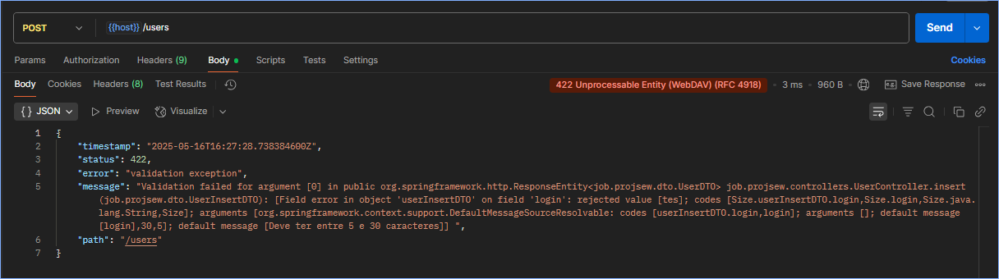 POST {{host}} /users Send
Params Authorization Headers (9) Body Scripts Tests Settings Cookies
Body Cookies Headers (8) Test Results 422 Unprocessable Entity (WebDAV) (RFC 4918) 3 ms 960 B e.g. Save Response
{} JSON Preview Visualize
1 {
2 "timestamp": "2025-05-16T16:27:28.738384600Z",
3 "status": 422,
4 "error": "validation exception",
5 "message": "Validation failed for argument [0] in public org.springframework.http.ResponseEntity<job.projsew.dto.UserDTO> job.projsew.controllers.UserController.insert
(job.projsew.dto.UserInsertDTO): [Field error in object 'userInsertDTO' on field 'login': rejected value [tes]; codes [Size.userInsertDTO.login,Size.login,Size.java.
lang.String,Size]; arguments [org.springframework.context.support.DefaultMessageSourceResolvable: codes [userInsertDTO.login,login]; arguments []; default message
[login],30,5]; default message [Deve ter entre 5 e 30 caracteres]] ",
6 "path": "/users"
7 }